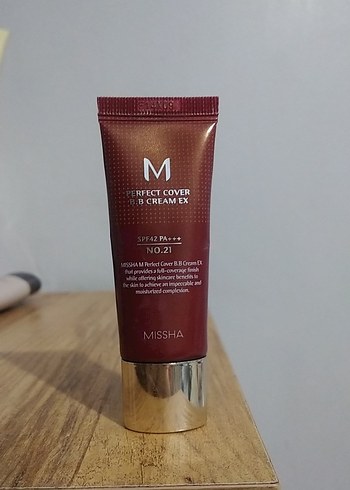 M
PERFECT COVER
B.B CREAM EX
SPF42 PA+++
NO.21
MISSHA M Perfect Cover B.B Cream EX
that provides a full-coverage finish
while offering skincare benefits to
the skin to achieve an impeccable and
moisturized complexion.
MISSHA